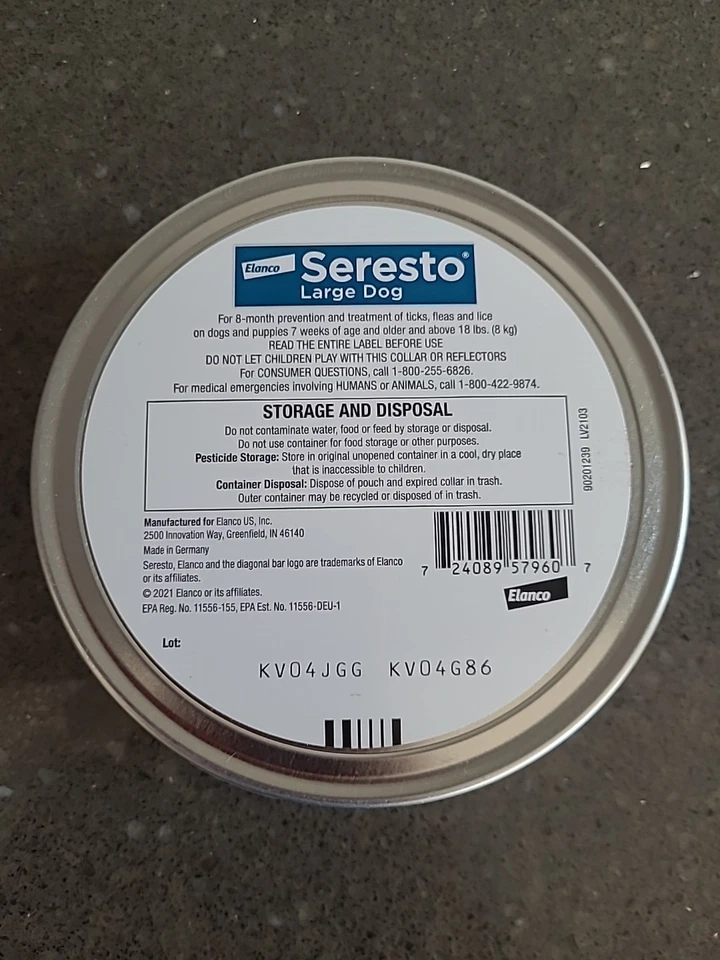 Elanco Seresto®
Large Dog
For 8-month prevention and treatment of ticks, fleas and lice
on dogs and puppies 7 weeks of age and older and above 18 lbs. (8 kg)
READ THE ENTIRE LABEL BEFORE USE
DO NOT LET CHILDREN PLAY WITH THIS COLLAR OR REFLECTORS
For CONSUMER QUESTIONS, call 1-800-255-6826.
For medical emergencies involving HUMANS or ANIMALS, call 1-800-422-9874.
STORAGE AND DISPOSAL
Do not contaminate water, food or feed by storage or disposal.
Do not use container for food storage or other purposes.
Pesticide Storage: Store in original unopened container in a cool, dry place
that is inaccessible to children.
Container Disposal: Dispose of pouch and expired collar in trash.
Outer container may be recycled or disposed of in trash.
90201239 LV2103
Manufactured for Elanco US, Inc.
2500 Innovation Way, Greenfield, IN 46140
Made in Germany
Seresto, Elanco and the diagonal bar logo are trademarks of Elanco
or its affiliates.
© 2021 Elanco or its affiliates.
EPA Reg. No. 11556-155, EPA Est. No. 11556-DEU-1
7 24089 57960 7
Elanco
Lot:
KV04JGG KV04G86